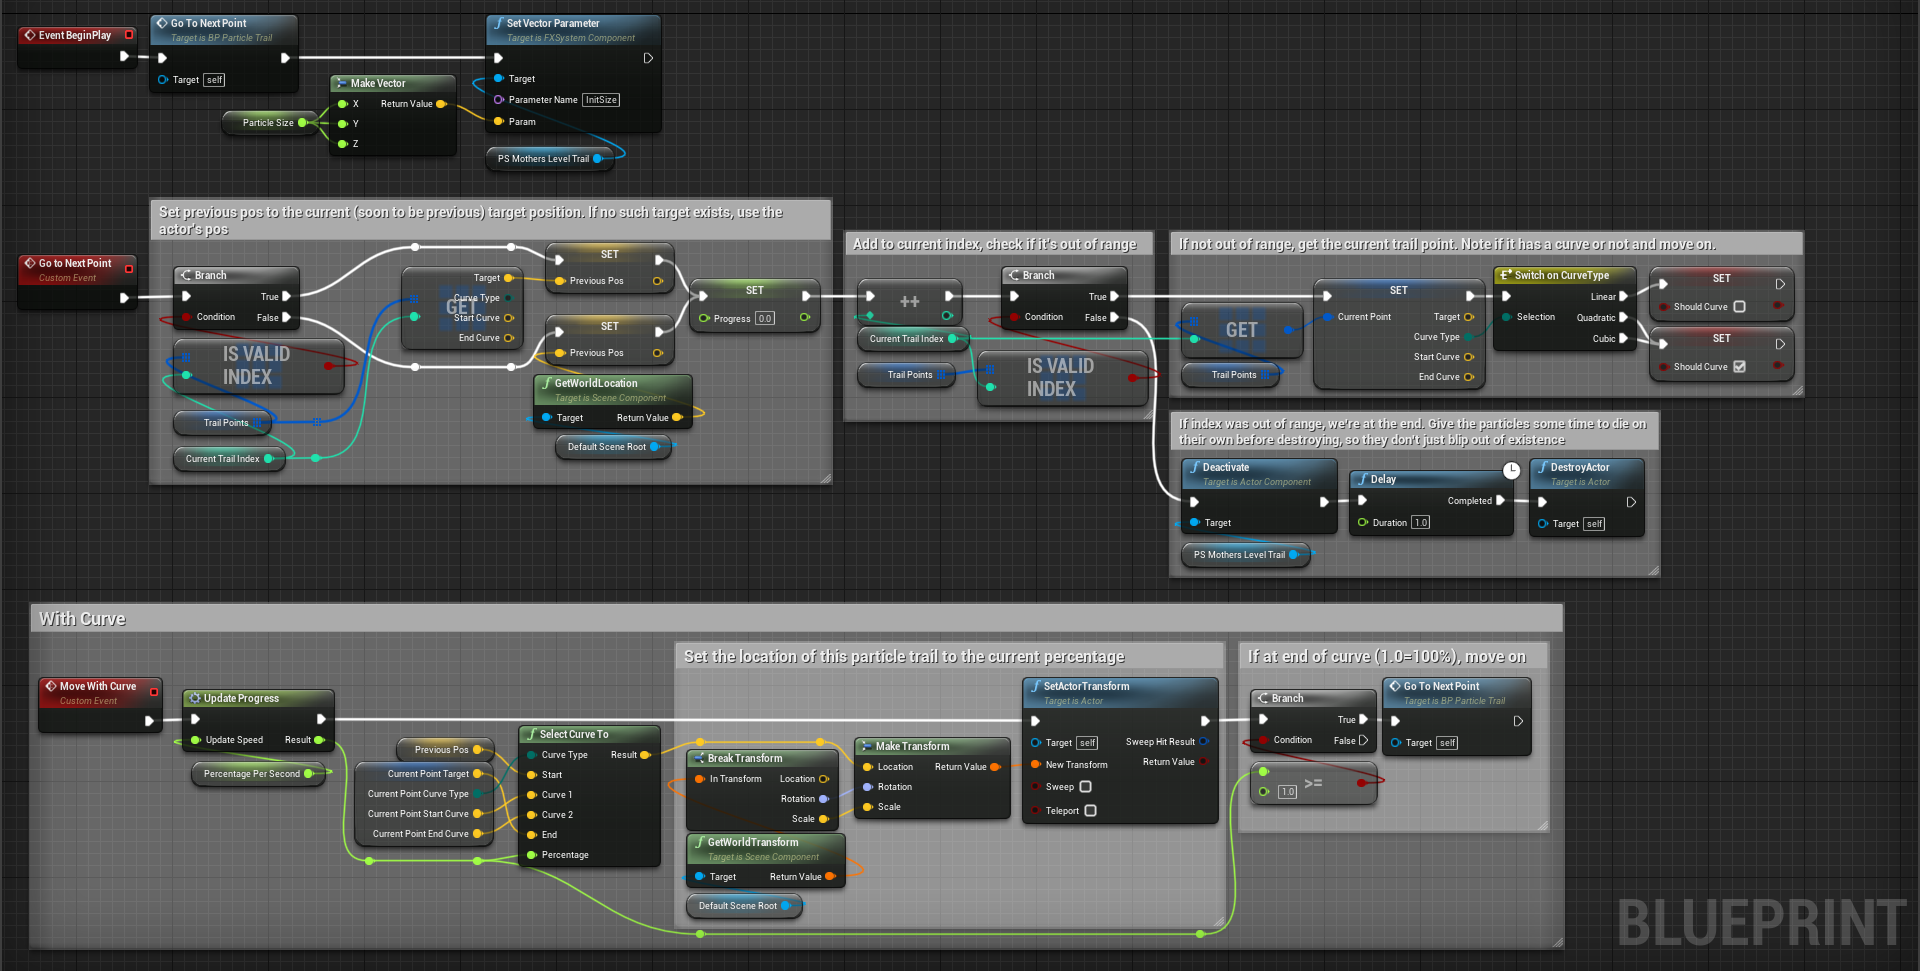 Event BeginPlay
Go To Next Point
Target is BP Particle Trail
Target self
Particle Size
Make Vector
X Return Value
Y
Z
Set Vector Parameter
Target is FXSystem Component
Target
Parameter Name InitSize
Param
PS Mothers Level Trail
Set previous pos to the current (soon to be previous) target position. If no such target exists, use the
actor's pos
Go to Next Point
Custom Event
Branch
True
Condition False
IS VALID
INDEX
Trail Points
Current Trail Index
GET
Target
Curve Type
Start Curve
End Curve
SET
Previous Pos
SET
Previous Pos
GetWorldLocation
Target is Scene Component
Target Return Value
Default Scene Root
SET
Progress 0.0
Add to current index, check if it's out of range
++
Current Trail Index
Trail Points
Branch
True
Condition False
IS VALID
INDEX
If not out of range, get the current trail point. Note if it has a curve or not and move on.
GET
Trail Points
SET
Current Point Target
Curve Type
Start Curve
End Curve
Switch on CurveType
Linear
Selection Quadratic
Cubic
SET
Should Curve
SET
Should Curve
If index was out of range, we're at the end. Give the particles some time to die on
their own before destroying, so they don't just blip out of existence
Deactivate
Target is Actor Component
Target
PS Mothers Level Trail
Delay
Completed
Duration 1.0
DestroyActor
Target is Actor
Target self
With Curve
Move With Curve
Custom Event
Update Progress
Update Speed Result
Percentage Per Second
Previous Pos
Current Point Target
Current Point Curve Type
Current Point Start Curve
Current Point End Curve
Select Curve To
Curve Type Result
Start
Curve 1
Curve 2
End
Percentage
Set the location of this particle trail to the current percentage
Break Transform
In Transform Location
Rotation
Scale
GetWorldTransform
Target is Scene Component
Target Return Value
Default Scene Root
Make Transform
Location Return Value
Rotation
Scale
SetActorTransform
Target is Actor
Target self Sweep Hit Result
New Transform Return Value
Sweep
Teleport
If at end of curve (1.0=100%), move on
Branch
True
Condition False
1.0 >=
Go To Next Point
Target is BP Particle Trail
Target self
BLUEPRINT